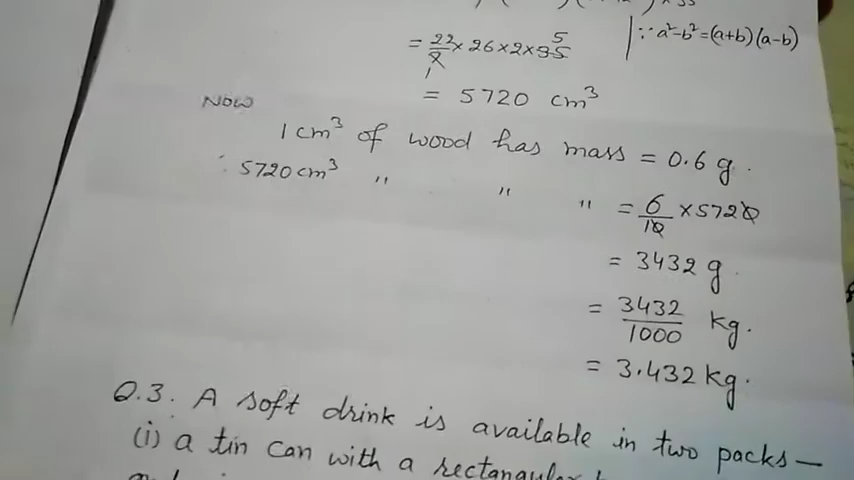 = 22/7 × 26 × 2 × 35 5 | ∵ a²-b² = (a+b)(a-b)
1
= 5720 cm³
Now
1 cm³ of wood has mass = 0.6 g.
∴ 5720 cm³ " " " = 6/10 × 5720
= 3432 g
= 3432/1000 kg.
= 3.432 kg.
Q.3. A soft drink is available in two packs —
(i) a tin can with a rectangular